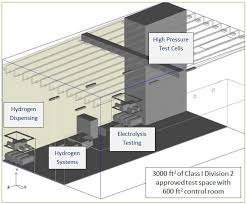 High Pressure
Test Cells
Hydrogen
Dispensing
Electrolysis
Testing
Hydrogen
Systems
3000 ft² of Class I Division 2
approved test space with
600 ft² control room